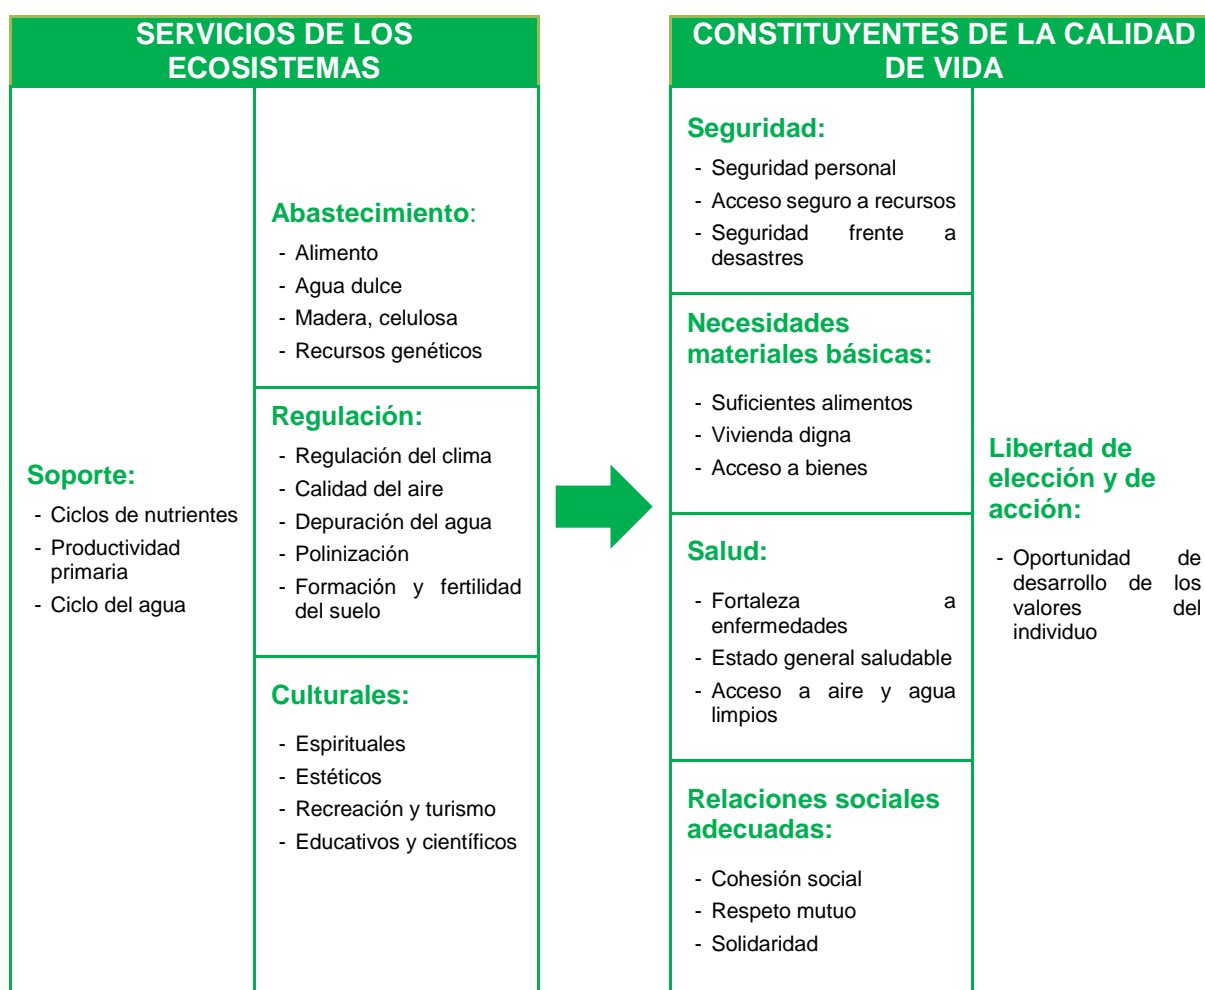 SERVICIOS DE LOS
ECOSISTEMAS
Soporte:
- Ciclos de nutrientes
- Productividad
primaria
- Ciclo del agua
Abastecimiento:
- Alimento
- Agua dulce
- Madera, celulosa
- Recursos genéticos
Regulación:
- Regulación del clima
- Calidad del aire
- Depuración del agua
- Polinización
- Formación y fertilidad
del suelo
Culturales:
- Espirituales
- Estéticos
- Recreación y turismo
- Educativos y científicos
CONSTITUYENTES DE LA CALIDAD
DE VIDA
Seguridad:
- Seguridad personal
- Acceso seguro a recursos
- Seguridad frente a
desastres
Necesidades
materiales básicas:
- Suficientes alimentos
- Vivienda digna
- Acceso a bienes
Salud:
- Fortaleza a
enfermedades
- Estado general saludable
- Acceso a aire y agua
limpios
Relaciones sociales
adecuadas:
- Cohesión social
- Respeto mutuo
- Solidaridad
Libertad de
elección y de
acción:
- Oportunidad de
desarrollo de los
valores del
individuo